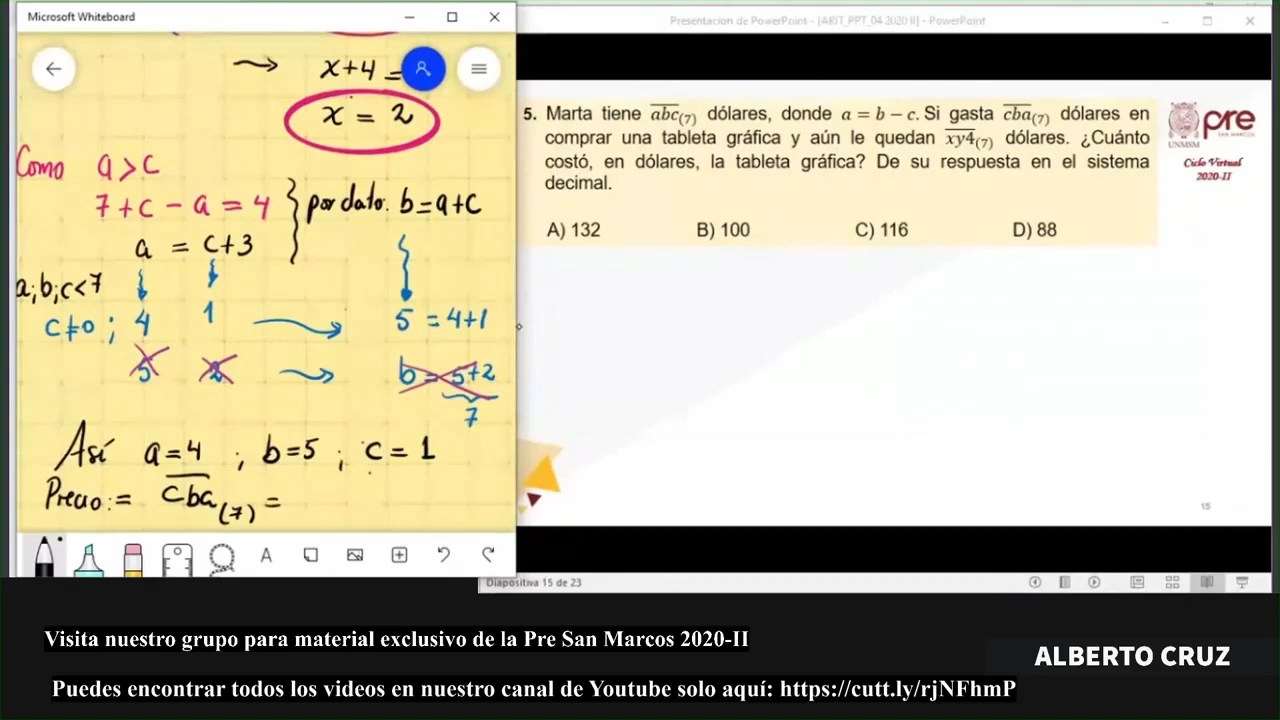 Microsoft Whiteboard
x+4 =
x = 2
Como a>c
7+c-a=4
por dato: b=a+c
a = c+3
a;b;c<7
c≠0 ; 4 1 5 = 4+1
5 2 b=5+2
7
Así a=4 ; b=5 ; c=1
Precio:= cba(7) =
A
Presentacion de PowerPoint - [ARIT_PPT_04 2020 II] - PowerPoint
5. Marta tiene abc(7) dólares, donde a = b − c. Si gasta cba(7) dólares en
comprar una tableta gráfica y aún le quedan xy4(7) dólares. ¿Cuánto
costó, en dólares, la tableta gráfica? De su respuesta en el sistema
decimal.
A) 132 B) 100 C) 116 D) 88
pre
SAN MARCOS
UNMSM
Ciclo Virtual
2020-II
15
Diapositiva 15 de 23
Visita nuestro grupo para material exclusivo de la Pre San Marcos 2020-II
ALBERTO CRUZ
Puedes encontrar todos los videos en nuestro canal de Youtube solo aquí: https://cutt.ly/rjNFhmP